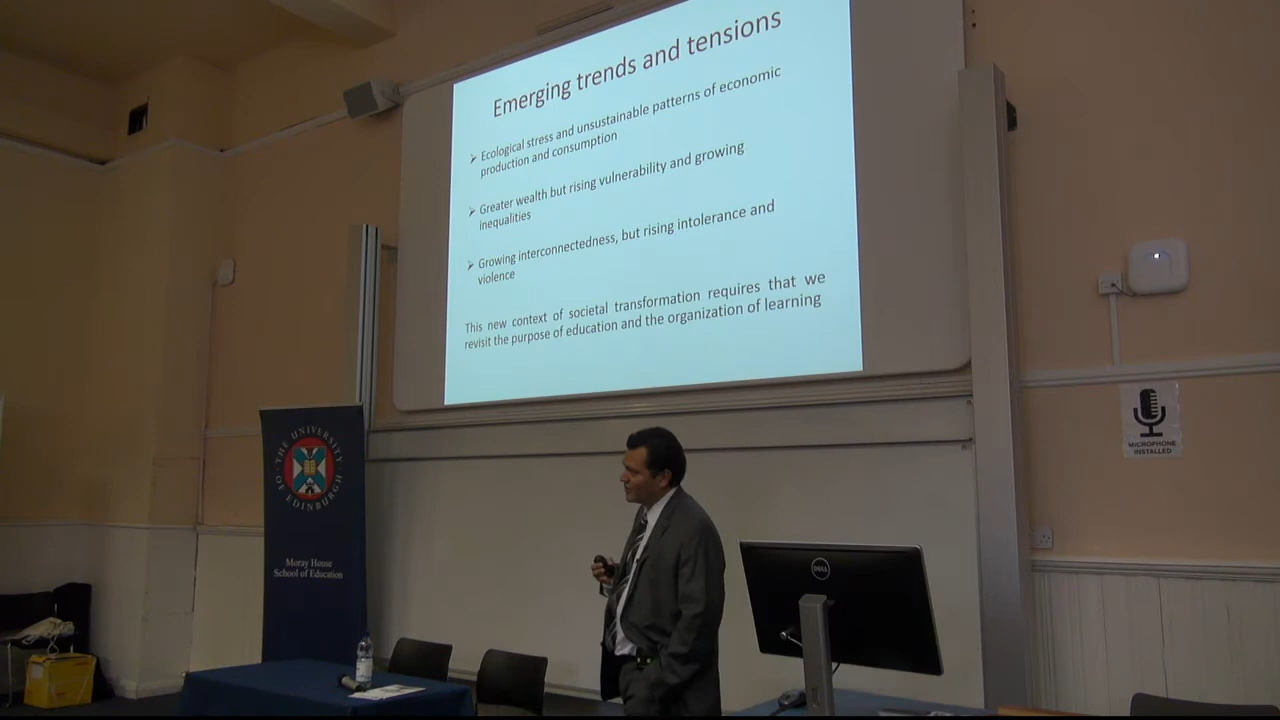 Emerging trends and tensions
Ecological stress and unsustainable patterns of economic
production and consumption
Greater wealth but rising vulnerability and growing
inequalities
Growing interconnectedness, but rising intolerance and
violence
This new context of societal transformation requires that we
revisit the purpose of education and the organization of learning
MICROPHONE
INSTALLED
THE UNIVERSITY
OF EDINBURGH
Moray House
School of Education
DELL